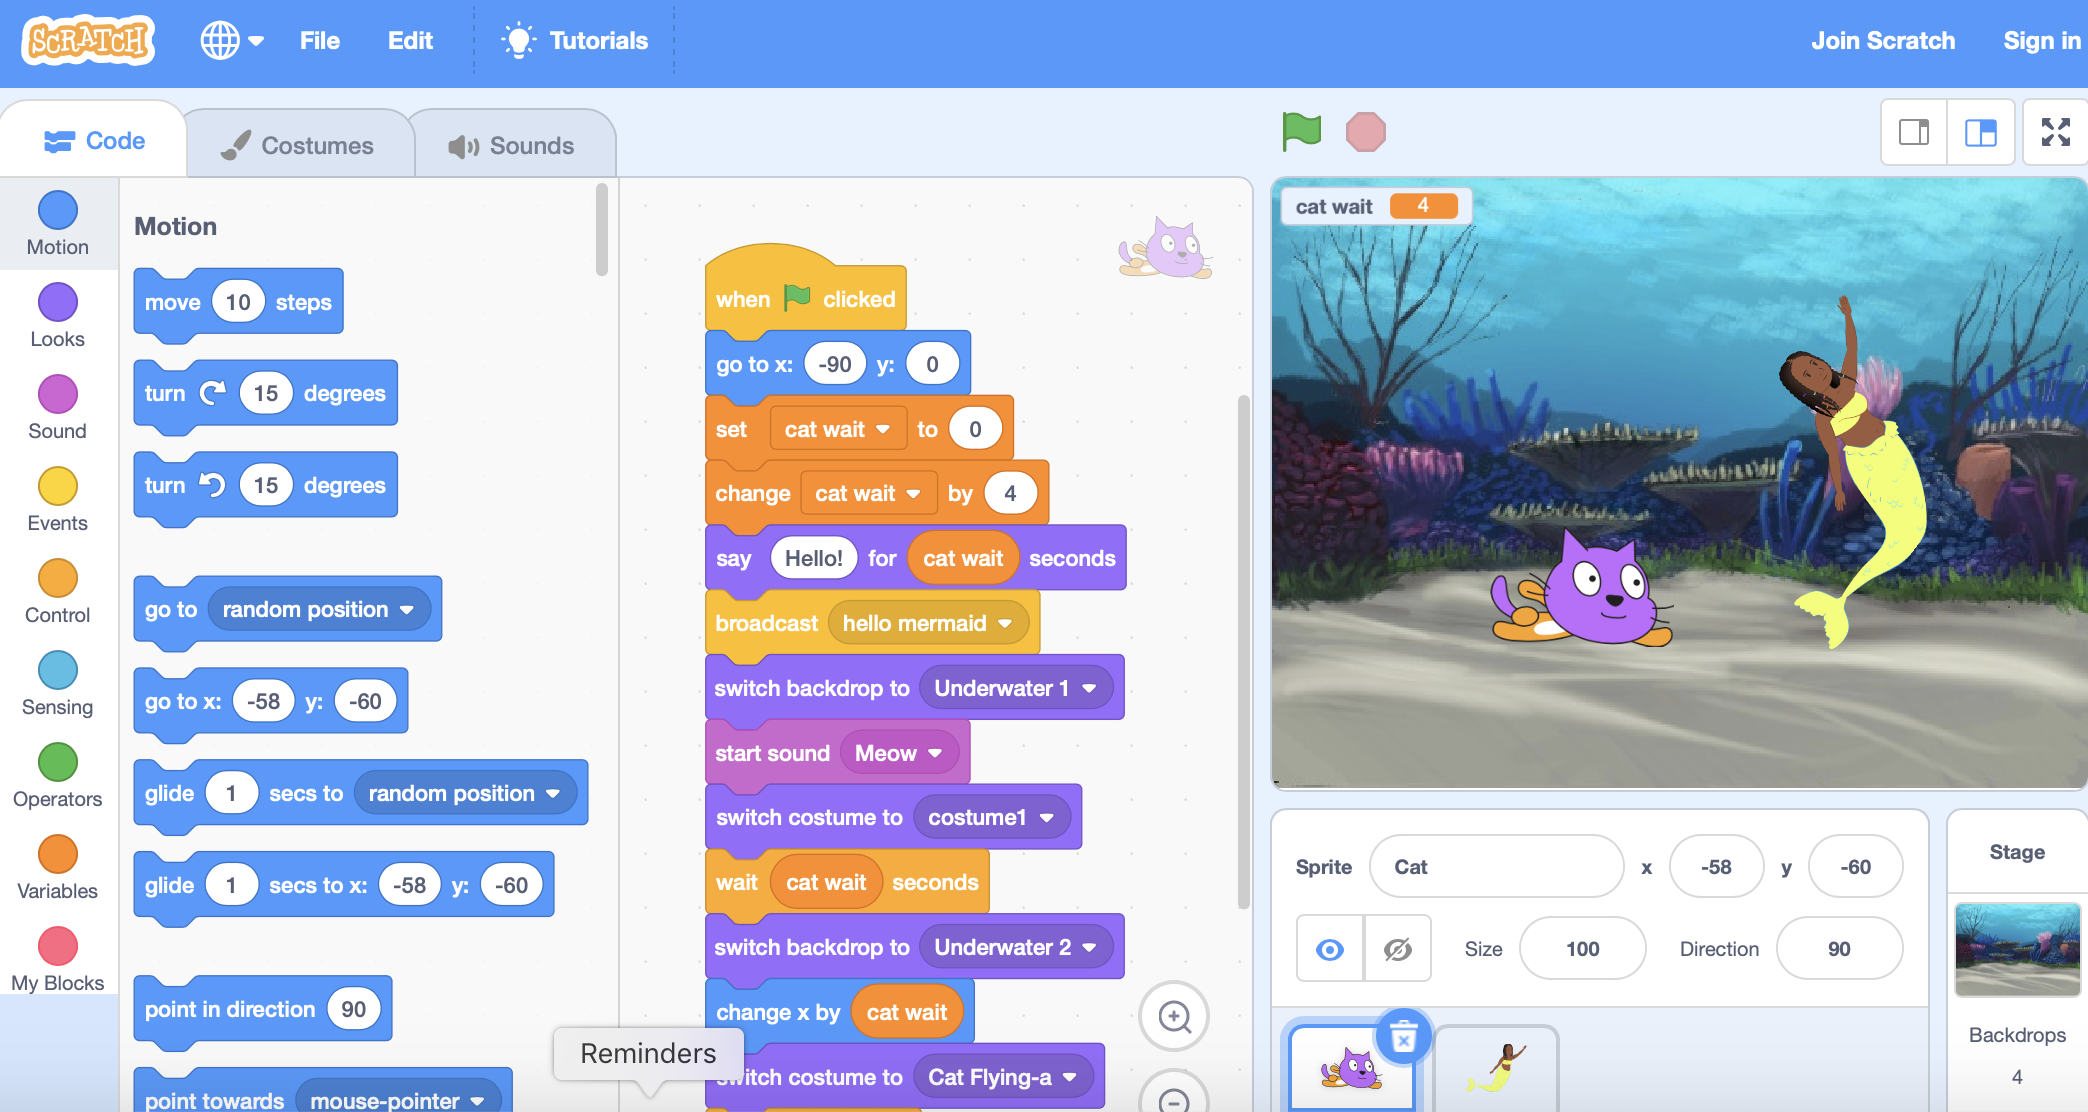 SCRATCH
File
Edit
Tutorials
Join Scratch
Sign in
Code
Costumes
Sounds
Motion
Looks
Sound
Events
Control
Sensing
Operators
Variables
My Blocks
Motion
move 10 steps
turn 15 degrees
turn 15 degrees
go to random position
go to x: -58 y: -60
glide 1 secs to random position
glide 1 secs to x: -58 y: -60
point in direction 90
point towards mouse-pointer
Reminders
when clicked
go to x: -90 y: 0
set cat wait to 0
change cat wait by 4
say Hello! for cat wait seconds
broadcast hello mermaid
switch backdrop to Underwater 1
start sound Meow
switch costume to costume1
wait cat wait seconds
switch backdrop to Underwater 2
change x by cat wait
switch costume to Cat Flying-a
cat wait 4
Sprite Cat x -58 y -60
Size 100 Direction 90
Stage
Backdrops
4